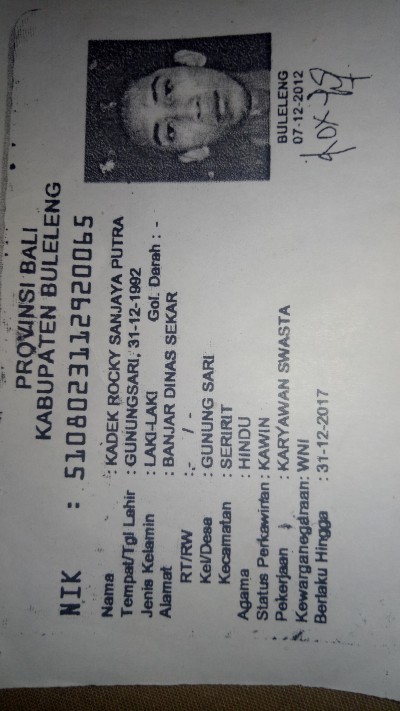 PROVINSI BALI
KABUPATEN BULELENG
NIK : 5108023112920065
Nama : KADEK ROCKY SANJAYA PUTRA
Tempat/Tgl Lahir : GUNUNGSARI, 31-12-1992
Jenis Kelamin : LAKI-LAKI Gol. Darah : -
Alamat : BANJAR DINAS SEKAR
RT/RW : - / -
Kel/Desa : GUNUNG SARI
Kecamatan : SERIRIT
Agama : HINDU
Status Perkawinan : KAWIN
Pekerjaan : KARYAWAN SWASTA
Kewarganegaraan: WNI
Berlaku Hingga : 31-12-2017
BULELENG
07-12-2012